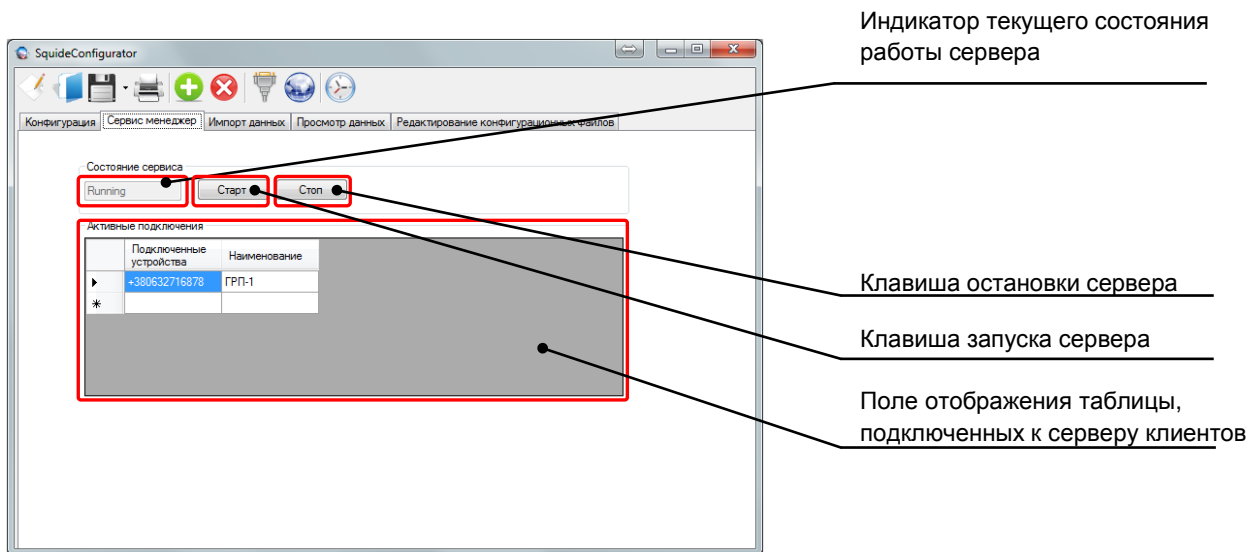 Индикатор текущего состояния
работы сервера
SquideConfigurator
Конфигурация Сервис менеджер Импорт данных Просмотр данных Редактирование конфигурационных файлов
Состояние сервиса
Running Старт Стоп
Активные подключения
Подключенные
устройства
Наименование
+380632716878 ГРП-1
Клавиша остановки сервера
Клавиша запуска сервера
Поле отображения таблицы,
подключенных к серверу клиентов